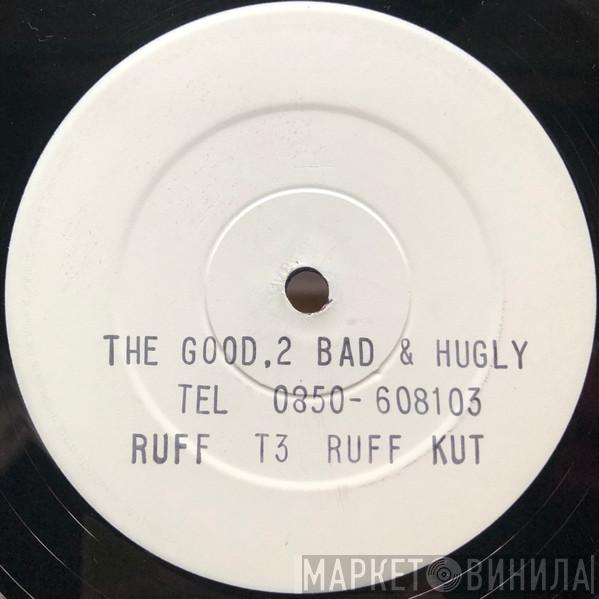 THE GOOD,2 BAD & HUGLY
TEL 0850-608103
RUFF T3 RUFF KUT
МАРКЕТ ВИНИЛА